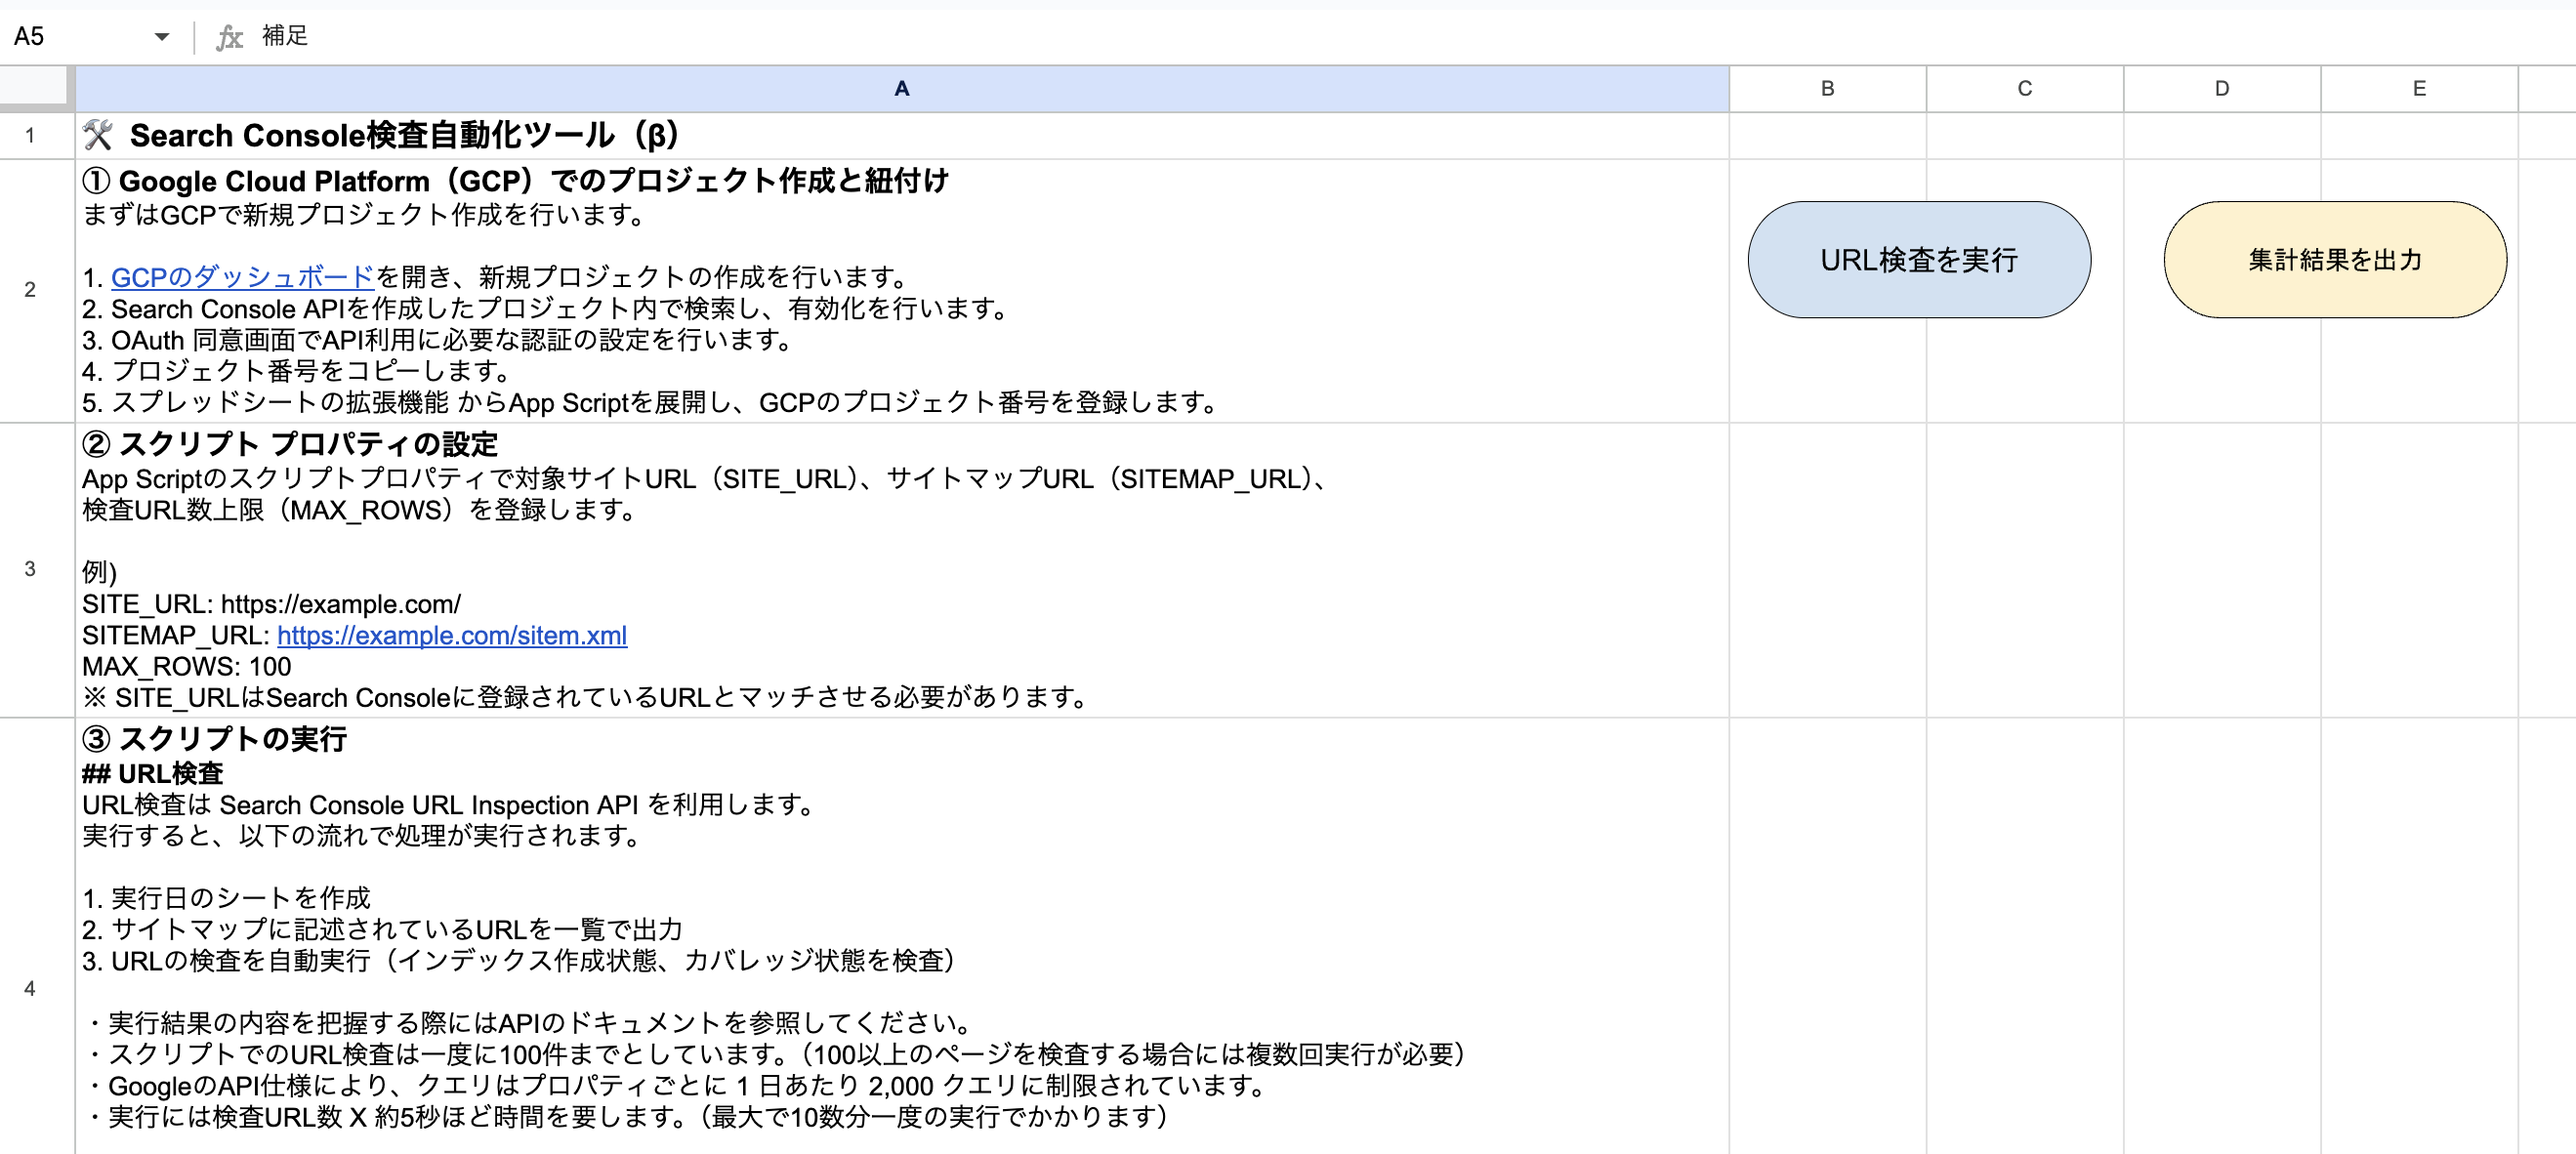 A5
fx 補足
A B C D E
1
🛠 Search Console検査自動化ツール（β）
2
① Google Cloud Platform（GCP）でのプロジェクト作成と紐付け
まずはGCPで新規プロジェクト作成を行います。
1. GCPのダッシュボードを開き、新規プロジェクトの作成を行います。
2. Search Console APIを作成したプロジェクト内で検索し、有効化を行います。
3. OAuth 同意画面でAPI利用に必要な認証の設定を行います。
4. プロジェクト番号をコピーします。
5. スプレッドシートの拡張機能 からApp Scriptを展開し、GCPのプロジェクト番号を登録します。
URL検査を実行
集計結果を出力
3
② スクリプト プロパティの設定
App Scriptのスクリプトプロパティで対象サイトURL（SITE_URL）、サイトマップURL（SITEMAP_URL）、
検査URL数上限（MAX_ROWS）を登録します。
例)
SITE_URL: https://example.com/
SITEMAP_URL: https://example.com/sitem.xml
MAX_ROWS: 100
※ SITE_URLはSearch Consoleに登録されているURLとマッチさせる必要があります。
4
③ スクリプトの実行
## URL検査
URL検査は Search Console URL Inspection API を利用します。
実行すると、以下の流れで処理が実行されます。
1. 実行日のシートを作成
2. サイトマップに記述されているURLを一覧で出力
3. URLの検査を自動実行（インデックス作成状態、カバレッジ状態を検査）
・実行結果の内容を把握する際にはAPIのドキュメントを参照してください。
・スクリプトでのURL検査は一度に100件までとしています。（100以上のページを検査する場合には複数回実行が必要）
・GoogleのAPI仕様により、クエリはプロパティごとに 1 日あたり 2,000 クエリに制限されています。
・実行には検査URL数 X 約5秒ほど時間を要します。（最大で10数分一度の実行でかかります）